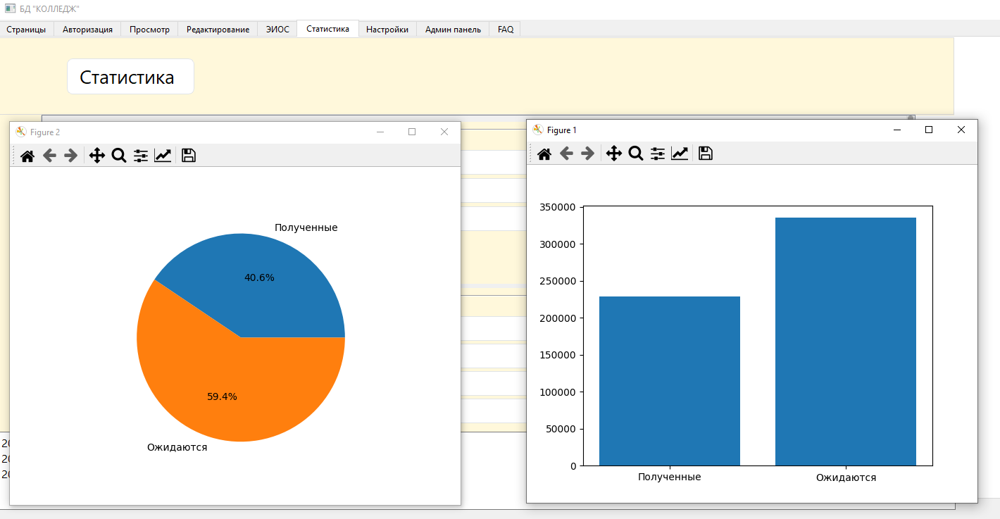 БД "КОЛЛЕДЖ"
Страницы Авторизация Просмотр Редактирование ЭИОС Статистика Настройки Админ панель FAQ
Статистика
Figure 2
Полученные
40.6%
59.4%
Ожидаются
20
20
20
Figure 1
350000
300000
250000
200000
150000
100000
50000
0
Полученные Ожидаются